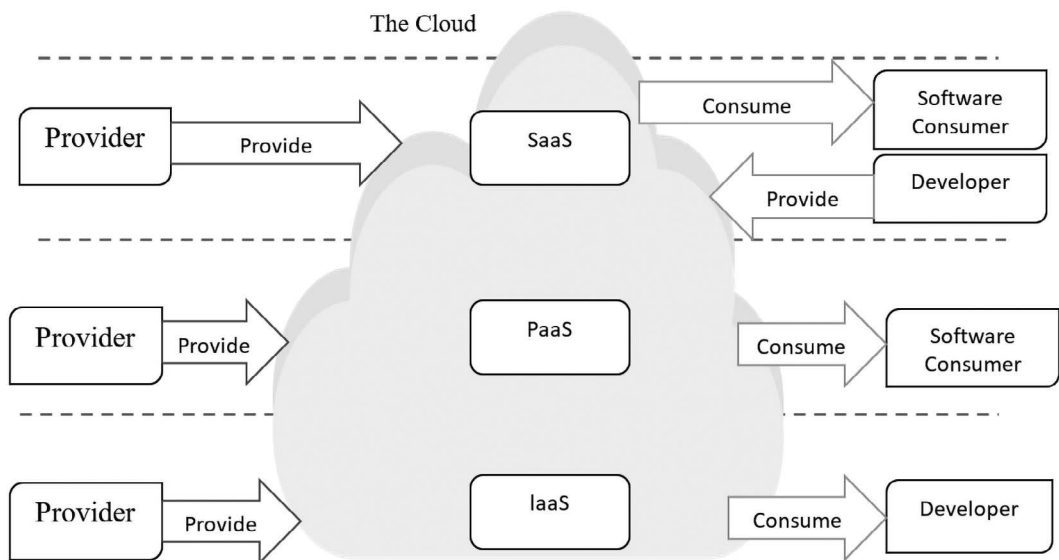 The Cloud
Provider
Provide
SaaS
Consume
Software
Consumer
Provide
Developer
Provider
Provide
PaaS
Consume
Software
Consumer
Provider
Provide
IaaS
Consume
Developer